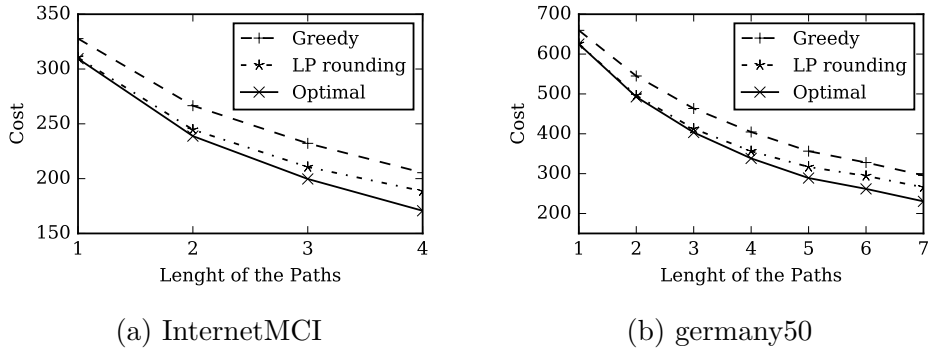 350
300
250
200
150
Cost
1
2
3
4
Lenght of the Paths
Greedy
LP rounding
Optimal
(a) InternetMCI
700
600
500
400
300
200
Cost
1
2
3
4
5
6
7
Lenght of the Paths
Greedy
LP rounding
Optimal
(b) germany50